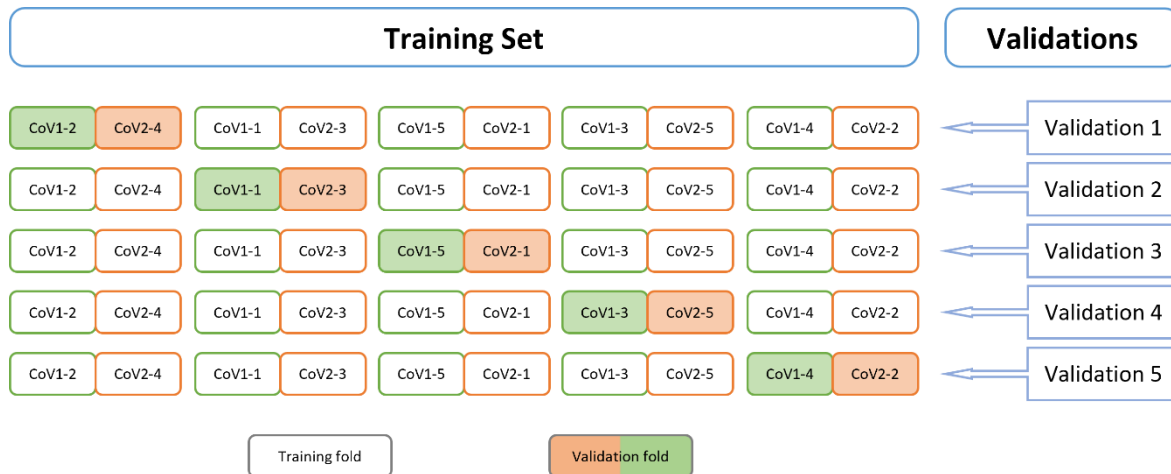 Training Set Validations
CoV1-2 CoV2-4 CoV1-1 CoV2-3 CoV1-5 CoV2-1 CoV1-3 CoV2-5 CoV1-4 CoV2-2 Validation 1
CoV1-2 CoV2-4 CoV1-1 CoV2-3 CoV1-5 CoV2-1 CoV1-3 CoV2-5 CoV1-4 CoV2-2 Validation 2
CoV1-2 CoV2-4 CoV1-1 CoV2-3 CoV1-5 CoV2-1 CoV1-3 CoV2-5 CoV1-4 CoV2-2 Validation 3
CoV1-2 CoV2-4 CoV1-1 CoV2-3 CoV1-5 CoV2-1 CoV1-3 CoV2-5 CoV1-4 CoV2-2 Validation 4
CoV1-2 CoV2-4 CoV1-1 CoV2-3 CoV1-5 CoV2-1 CoV1-3 CoV2-5 CoV1-4 CoV2-2 Validation 5
Training fold Validation fold